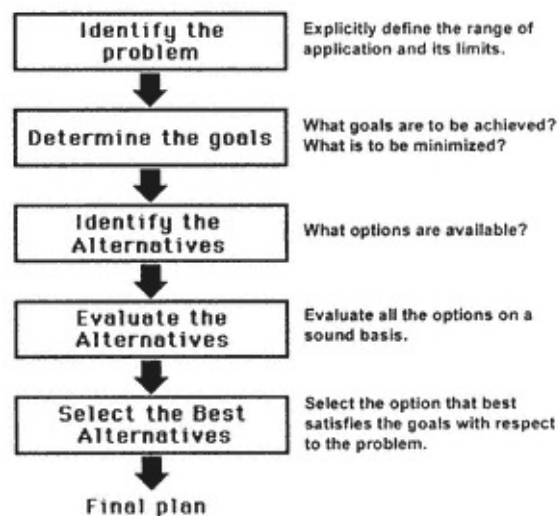 Identify the
problem
Explicitly define the range of
application and its limits.
Determine the goals
What goals are to be achieved?
What is to be minimized?
Identify the
Alternatives
What options are available?
Evaluate the
Alternatives
Evaluate all the options on a
sound basis.
Select the Best
Alternatives
Select the option that best
satisfies the goals with respect
to the problem.
Final plan